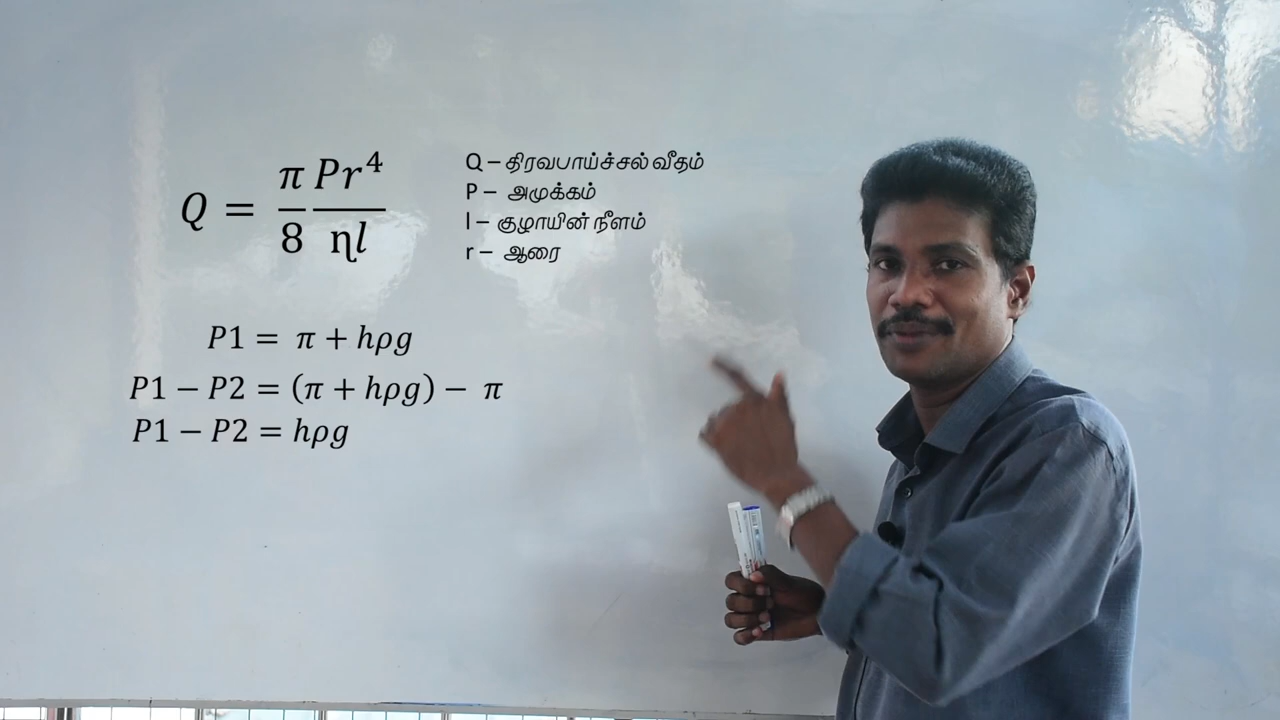 Q = π/8 Pr⁴/ηl
Q – திரவபாய்ச்சல் வீதம்
P – அமுக்கம்
l – குழாயின் நீளம்
r – ஆரை
P1 = π + hρg
P1 − P2 = (π + hρg) − π
P1 − P2 = hρg